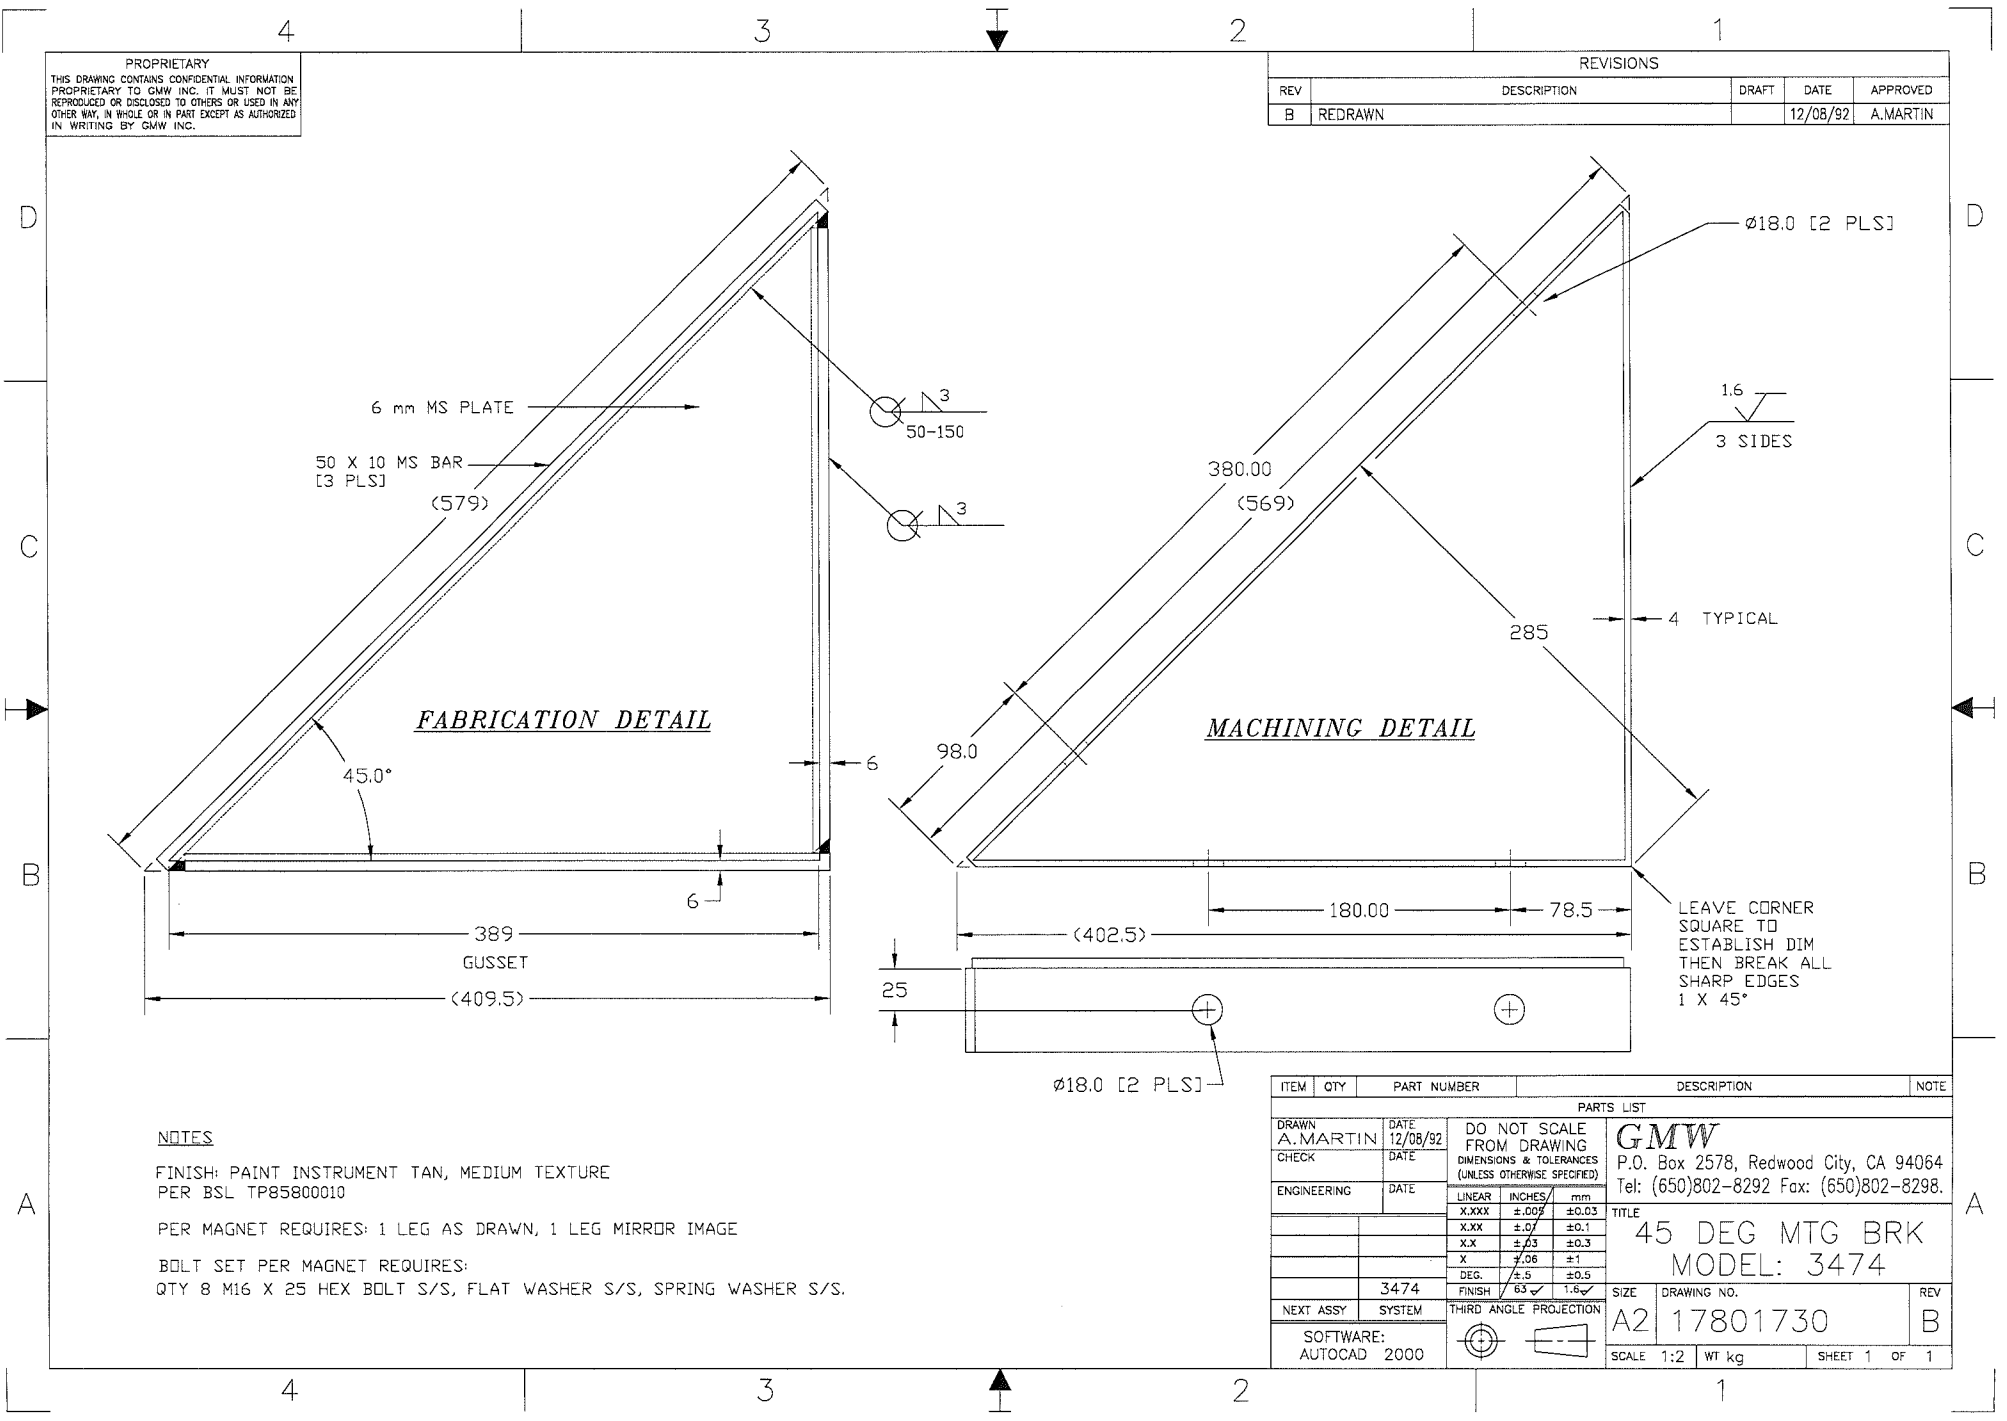 4
3
2
1
PROPRIETARY
THIS DRAWING CONTAINS CONFIDENTIAL INFORMATION
PROPRIETARY TO GMW INC. IT MUST NOT BE
REPRODUCED OR DISCLOSED TO OTHERS OR USED IN ANY
OTHER WAY, IN WHOLE OR IN PART EXCEPT AS AUTHORIZED
IN WRITING BY GMW INC.
REVISIONS
REV DESCRIPTION DRAFT DATE APPROVED
B REDRAWN 12/08/92 A.MARTIN
D
D
C
C
B
B
A
A
6 mm MS PLATE
50 X 10 MS BAR
[3 PLS]
(579)
3
50-150
3
45.0°
FABRICATION DETAIL
6
6
389
GUSSET
(409.5)
Ø18.0 [2 PLS]
1.6
3 SIDES
380.00
(569)
285
4 TYPICAL
98.0
MACHINING DETAIL
180.00
78.5
(402.5)
LEAVE CORNER
SQUARE TO
ESTABLISH DIM
THEN BREAK ALL
SHARP EDGES
1 X 45°
25
Ø18.0 [2 PLS]
NOTES
FINISH: PAINT INSTRUMENT TAN, MEDIUM TEXTURE
PER BSL TP85800010
PER MAGNET REQUIRES: 1 LEG AS DRAWN, 1 LEG MIRROR IMAGE
BOLT SET PER MAGNET REQUIRES:
QTY 8 M16 X 25 HEX BOLT S/S, FLAT WASHER S/S, SPRING WASHER S/S.
ITEM QTY PART NUMBER DESCRIPTION NOTE
PARTS LIST
DRAWN DATE
A.MARTIN 12/08/92
CHECK DATE
ENGINEERING DATE
3474
NEXT ASSY SYSTEM
SOFTWARE:
AUTOCAD 2000
DO NOT SCALE
FROM DRAWING
DIMENSIONS & TOLERANCES
(UNLESS OTHERWISE SPECIFIED)
LINEAR INCHES mm
X.XXX ±.005 ±0.03
X.XX ±.01 ±0.1
X.X ±.03 ±0.3
X ±.06 ±1
DEG. ±.5 ±0.5
FINISH 63 1.6
THIRD ANGLE PROJECTION
GMW
P.O. Box 2578, Redwood City, CA 94064
Tel: (650)802-8292 Fax: (650)802-8298.
TITLE
45 DEG MTG BRK
MODEL: 3474
SIZE DRAWING NO. REV
A2 17801730 B
SCALE 1:2 WT kg SHEET 1 OF 1
4
3
2
1